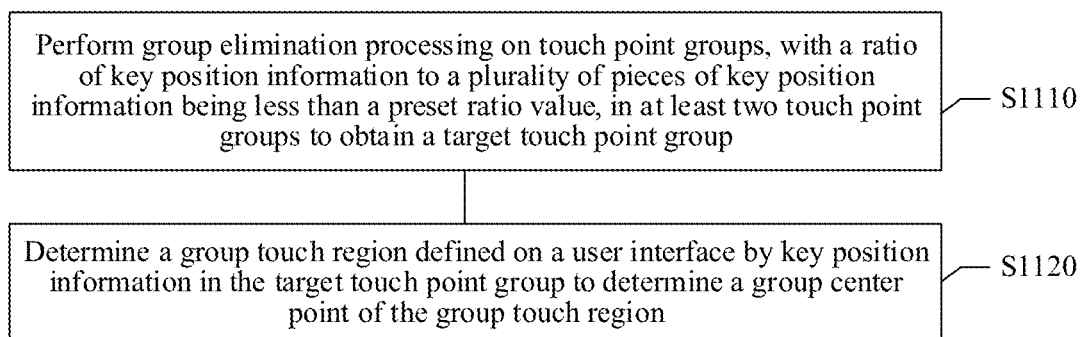 Perform group elimination processing on touch point groups, with a ratio
of key position information to a plurality of pieces of key position
information being less than a preset ratio value, in at least two touch point
groups to obtain a target touch point group
S1110
Determine a group touch region defined on a user interface by key position
information in the target touch point group to determine a group center
point of the group touch region
S1120